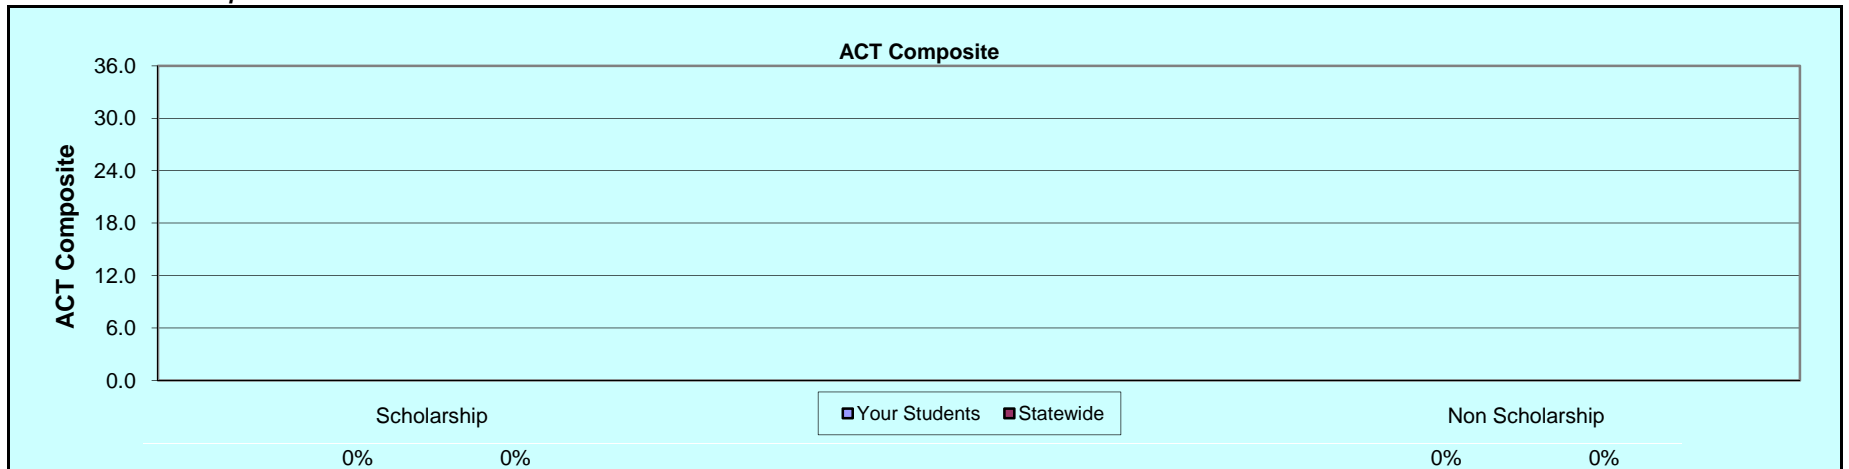 ACT Composite
36.0
30.0
24.0
18.0
12.0
6.0
0.0
ACT Composite
Scholarship
Your Students Statewide
Non Scholarship
0% 0% 0% 0%